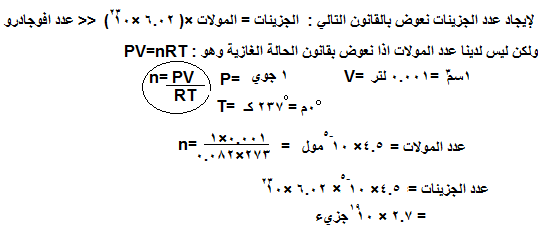 لإيجاد عدد الجزيئات نعوض بالقانون التالي : الجزيئات = المولات ×( ٦.٠٢ ×١٠^٢٣) << عدد افوجادرو
ولكن ليس لدينا عدد المولات اذا نعوض بقانون الحالة الغازية وهو : PV=nRT
n= PV/RT P= ١ جوي V= ٠.٠٠١ لتر = ١سم^٣
T= ٢٣٧° كـ = ٠°م
n= ١×٠.٠٠١/٠.٠٨٢×٢٧٣ = عدد المولات = ٤.٥× ١٠^-٥ مول
عدد الجزيئات = ٤.٥× ١٠^-٥ × ٦.٠٢ ×١٠^٢٣
= ٢.٧ × ١٠^١٩ جزيء